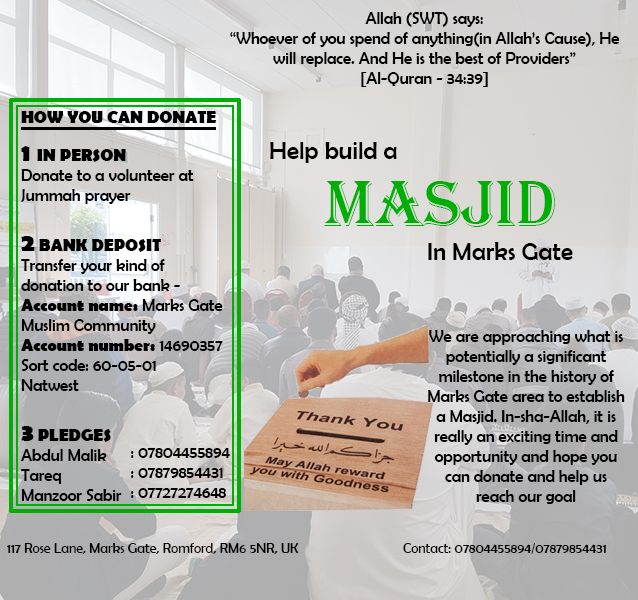 Allah (SWT) says:
“Whoever of you spend of anything(in Allah’s Cause), He
will replace. And He is the best of Providers”
[Al-Quran - 34:39]
HOW YOU CAN DONATE
1 IN PERSON
Donate to a volunteer at
Jummah prayer
2 BANK DEPOSIT
Transfer your kind of
donation to our bank -
Account name: Marks Gate
Muslim Community
Account number: 14690357
Sort code: 60-05-01
Natwest
3 PLEDGES
Abdul Malik : 07804455894
Tareq : 07879854431
Manzoor Sabir : 07727274648
Help build a
MASJID
In Marks Gate
Thank You
جزاكم الله خيرا
May Allah reward
you with Goodness
We are approaching what is
potentially a significant
milestone in the history of
Marks Gate area to establish
a Masjid. In-sha-Allah, it is
really an exciting time and
opportunity and hope you
can donate and help us
reach our goal
117 Rose Lane, Marks Gate, Romford, RM6 5NR, UK
Contact: 07804455894/07879854431